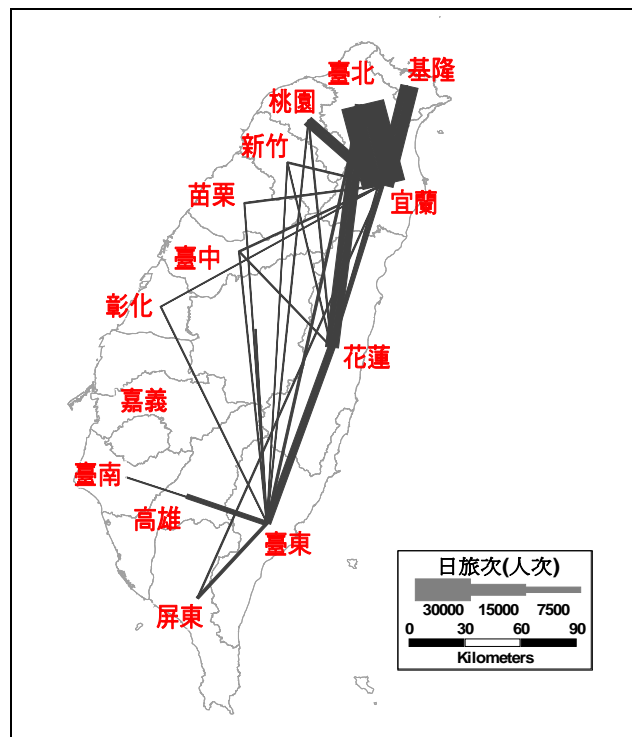 基隆
臺北
桃園
新竹
苗栗
宜蘭
臺中
彰化
花蓮
嘉義
臺南
高雄
臺東
屏東
日旅次(人次)
30000 15000 7500
0 30 60 90
Kilometers